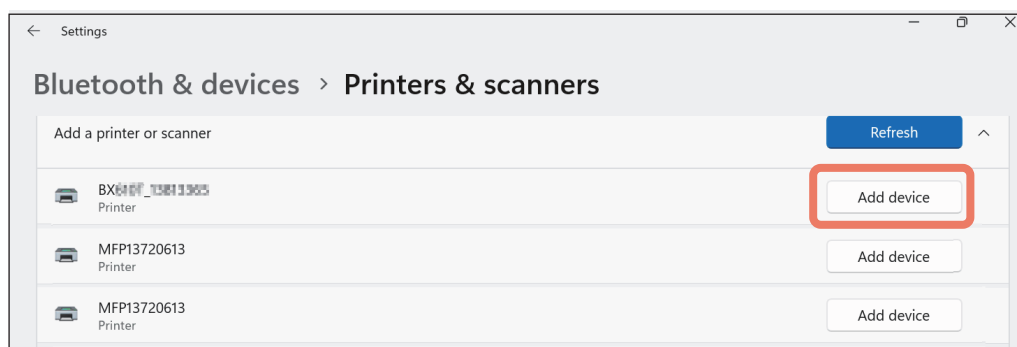 Settings
Bluetooth & devices > Printers & scanners
Add a printer or scanner Refresh
BX
Printer
Add device
MFP13720613
Printer
Add device
MFP13720613
Printer
Add device